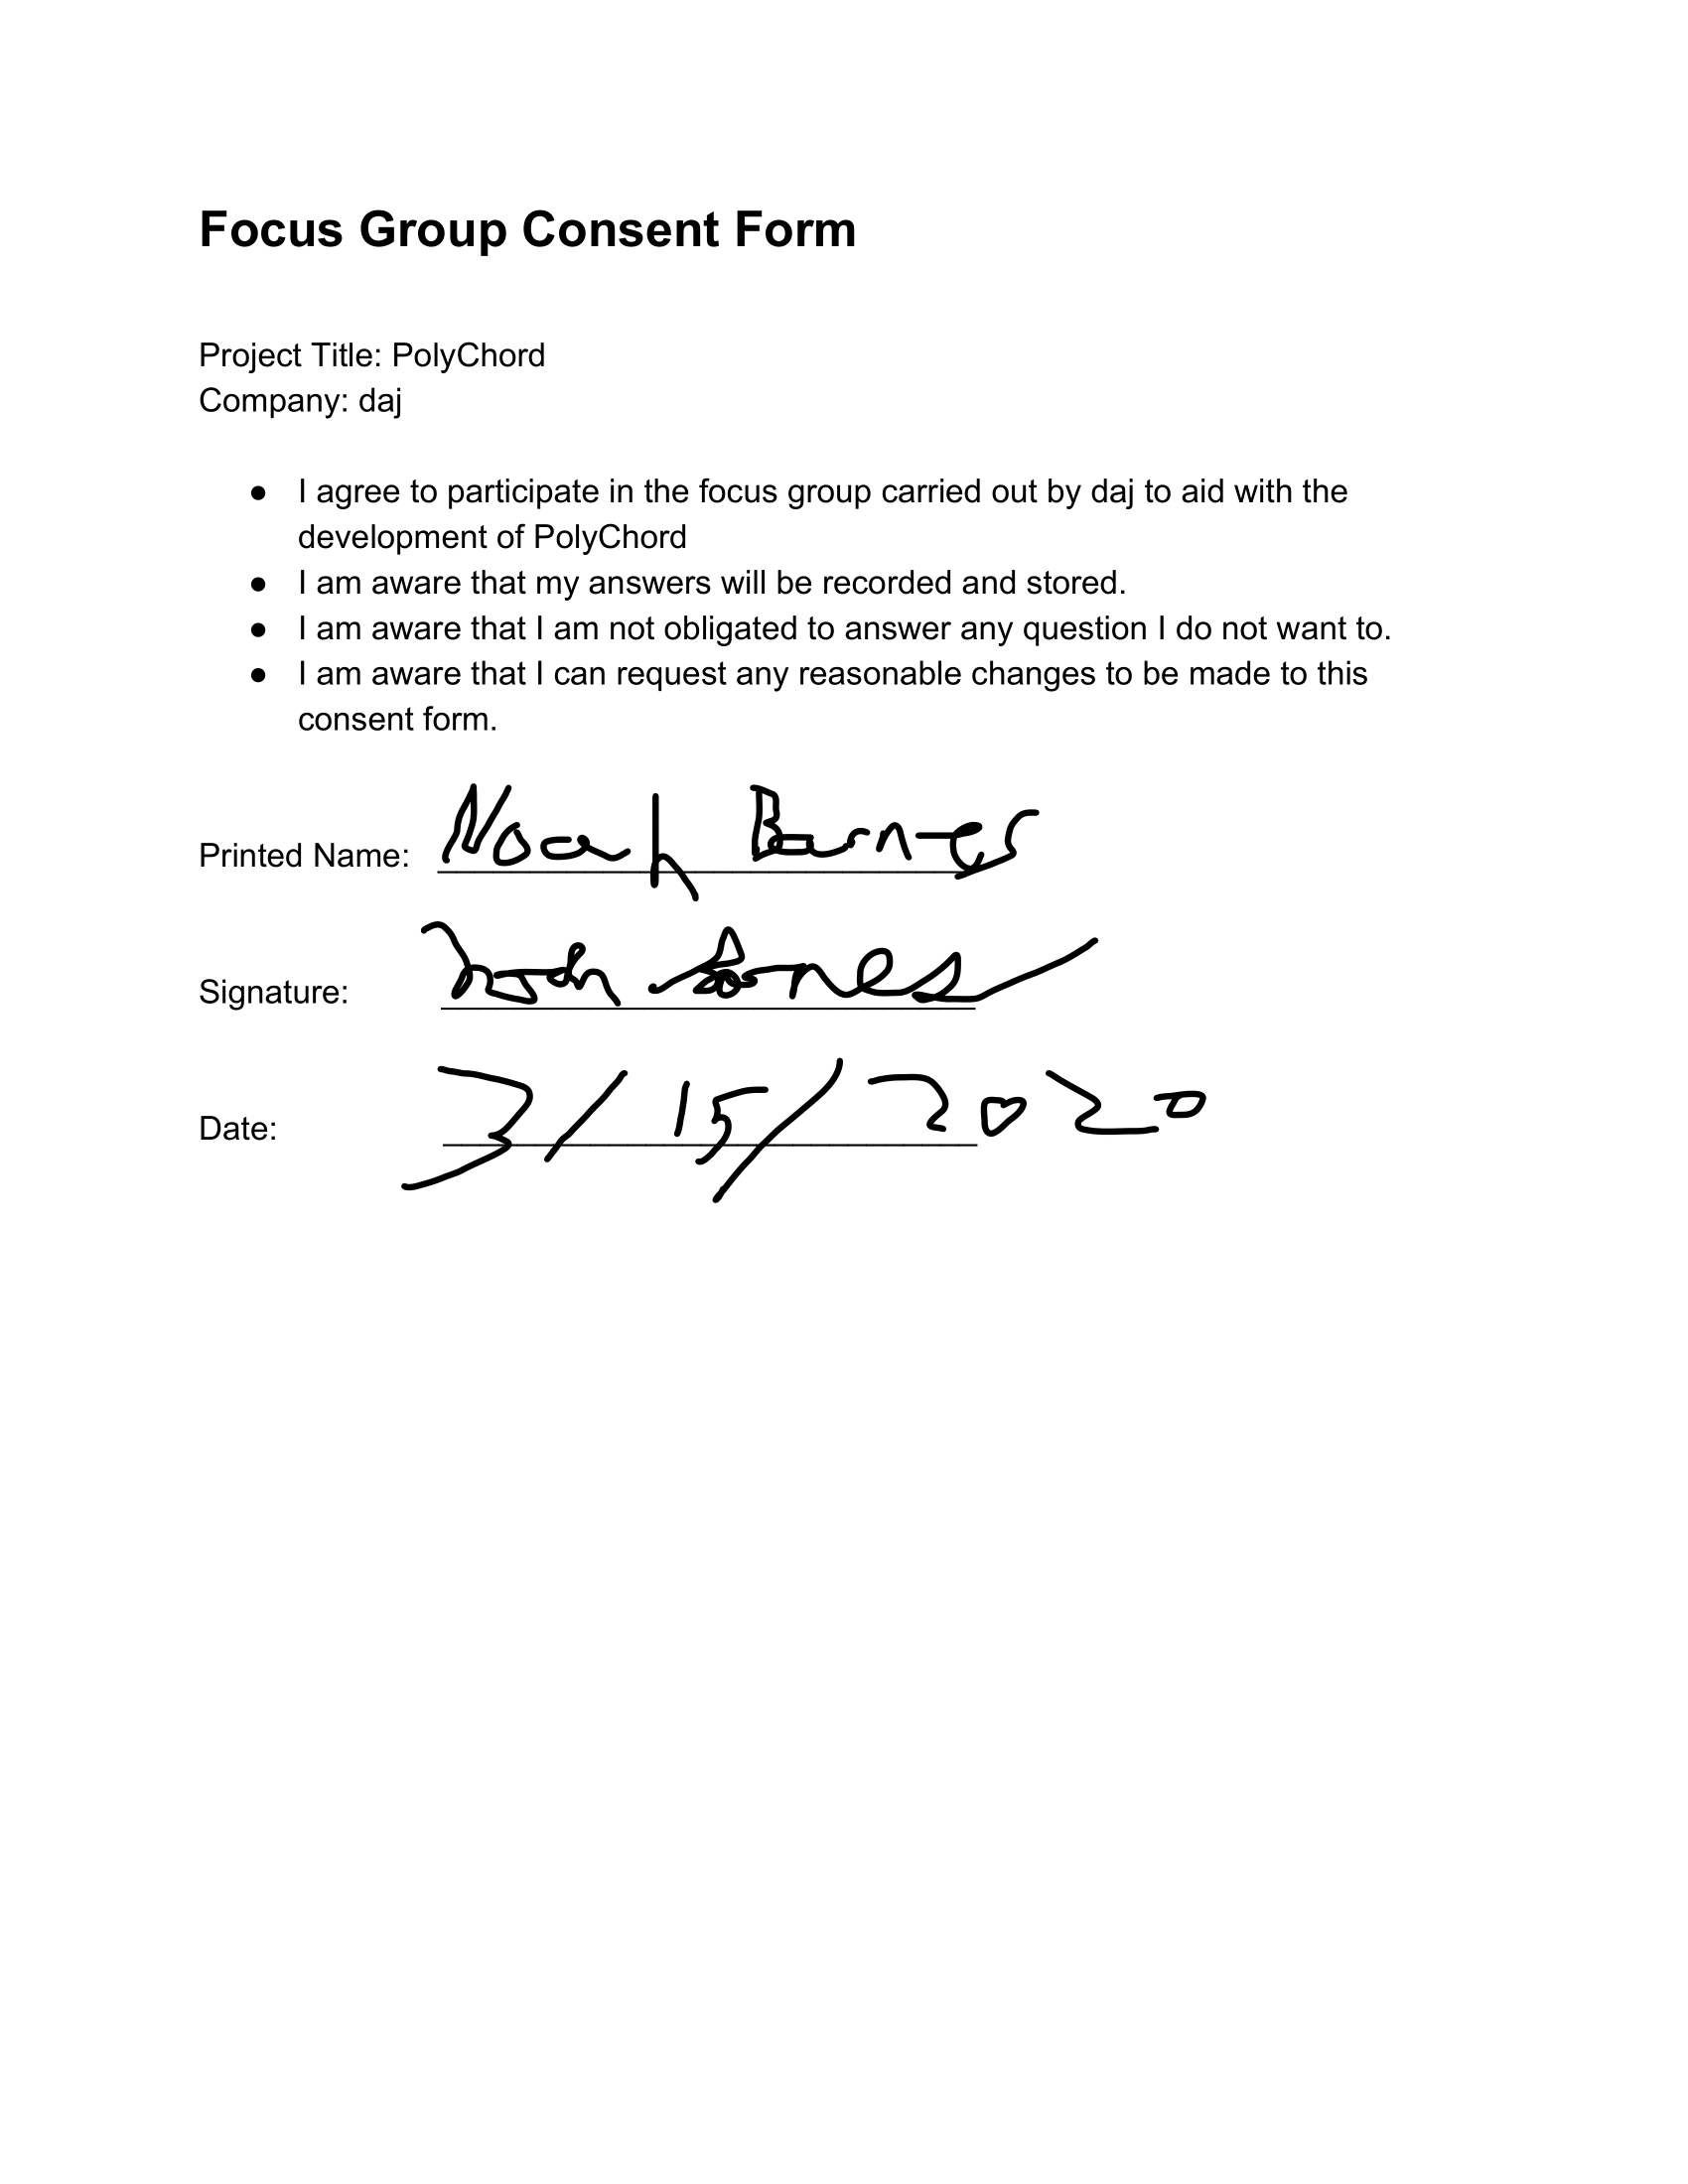 Focus Group Consent Form
Project Title: PolyChord
Company: daj
● I agree to participate in the focus group carried out by daj to aid with the
development of PolyChord
● I am aware that my answers will be recorded and stored.
● I am aware that I am not obligated to answer any question I do not want to.
● I am aware that I can request any reasonable changes to be made to this
consent form.
Printed Name: Noah Barnes
Signature: Noah Barnes
Date: 3/15/2020